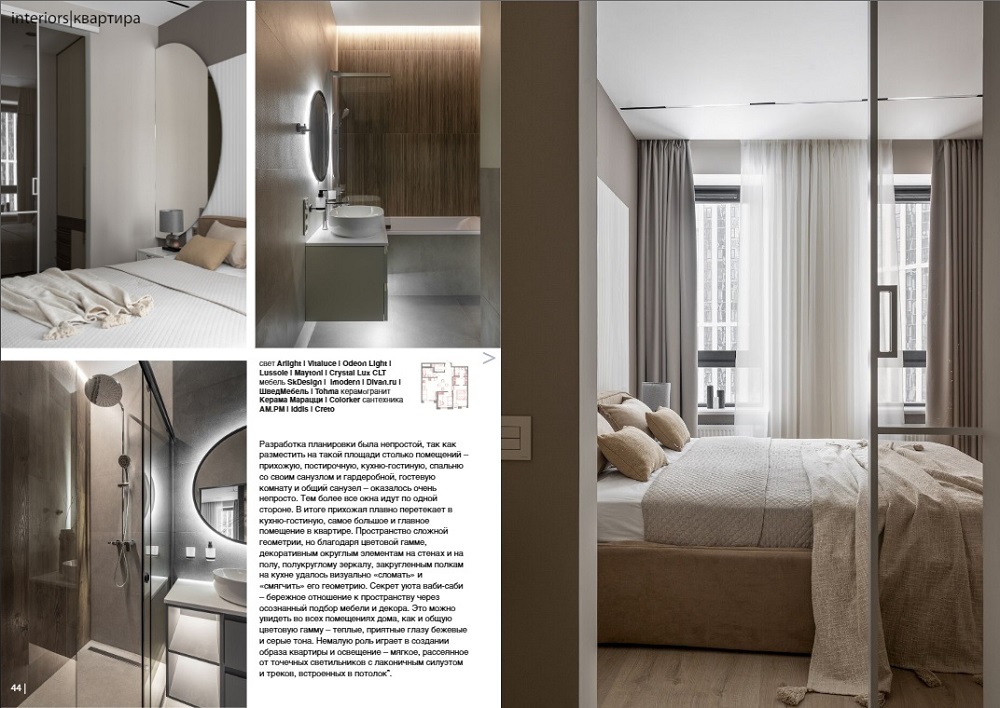 interiors|квартира
свет Arlight I Vitaluce I Odeon Light I
Lussole I Maytoni I Crystal Lux CLT
мебель SkDesign I Imodern I Divan.ru I
ШведМебель I Tohma керамогранит
Керама Марацци I Colorker сантехника
AM.PM I Iddis I Creto
>
Разработка планировки была непростой, так как
разместить на такой площади столько помещений –
прихожую, постирочную, кухню-гостиную, спальню
со своим санузлом и гардеробной, гостевую
комнату и общий санузел – оказалось очень
непросто. Тем более все окна идут по одной
стороне. В итоге прихожая плавно перетекает в
кухню-гостиную, самое большое и главное
помещение в квартире. Пространство сложной
геометрии, но благодаря цветовой гамме,
декоративным округлым элементам на стенах и на
полу, полукруглому зеркалу, закругленным полкам
на кухне удалось визуально «сломать» и
«смягчить» его геометрию. Секрет уюта ваби-саби
– бережное отношение к пространству через
осознанный подбор мебели и декора. Это можно
увидеть во всех помещениях дома, как и общую
цветовую гамму – теплые, приятные глазу бежевые
и серые тона. Немалую роль играет в создании
образа квартиры и освещение – мягкое, рассеянное
от точечных светильников с лаконичным силуэтом
и треков, встроенных в потолок".
44 |